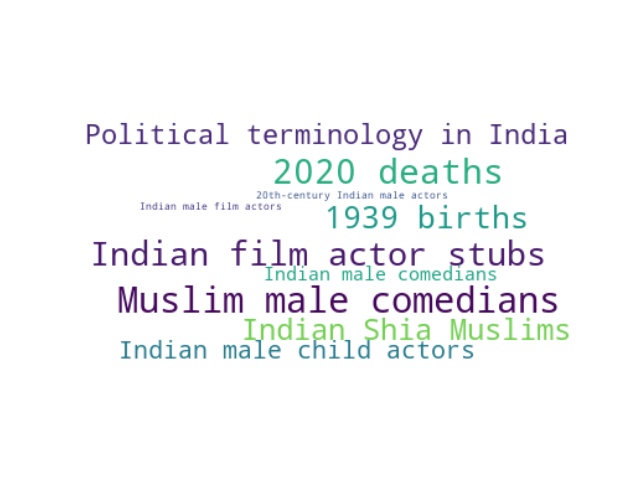 Political terminology in India
2020 deaths
20th-century Indian male actors
Indian male film actors
1939 births
Indian film actor stubs
Indian male comedians
Muslim male comedians
Indian Shia Muslims
Indian male child actors